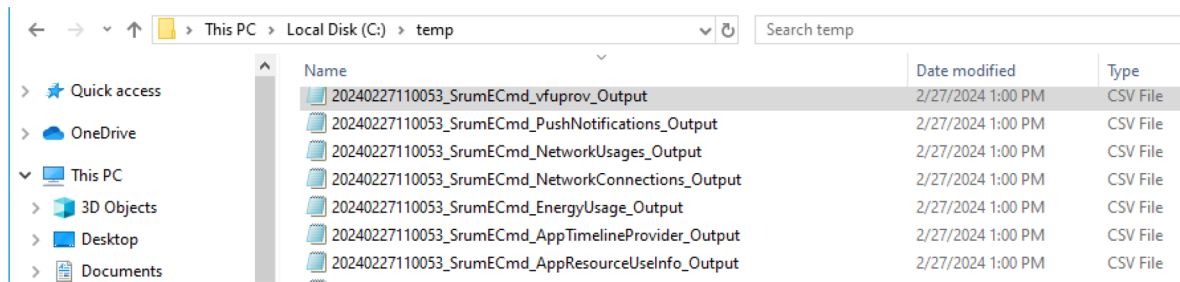 This PC > Local Disk (C:) > temp
Search temp
Name Date modified Type
Quick access
20240227110053_SrumECmd_vfuprov_Output 2/27/2024 1:00 PM CSV File
20240227110053_SrumECmd_PushNotifications_Output 2/27/2024 1:00 PM CSV File
OneDrive
20240227110053_SrumECmd_NetworkUsages_Output 2/27/2024 1:00 PM CSV File
This PC
20240227110053_SrumECmd_NetworkConnections_Output 2/27/2024 1:00 PM CSV File
3D Objects
20240227110053_SrumECmd_EnergyUsage_Output 2/27/2024 1:00 PM CSV File
Desktop
20240227110053_SrumECmd_AppTimelineProvider_Output 2/27/2024 1:00 PM CSV File
Documents
20240227110053_SrumECmd_AppResourceUseInfo_Output 2/27/2024 1:00 PM CSV File